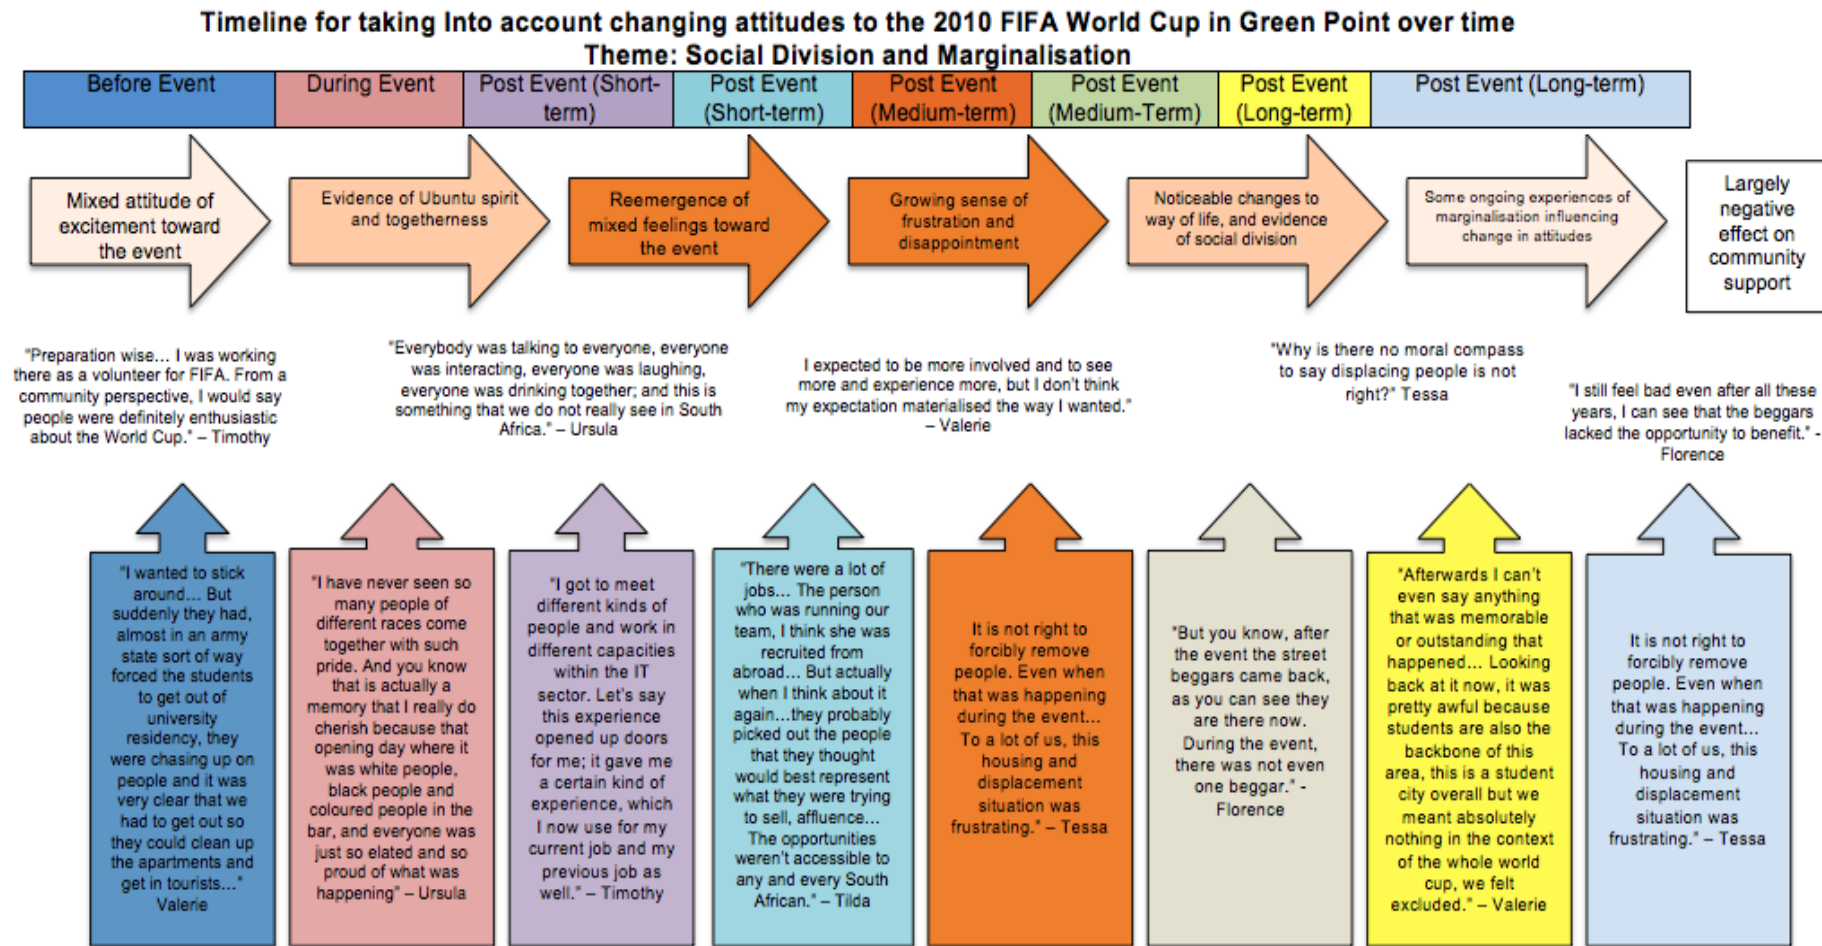 Timeline for taking Into account changing attitudes to the 2010 FIFA World Cup in Green Point over time
Theme: Social Division and Marginalisation
Before Event
During Event
Post Event (Short-
term)
Post Event
(Short-term)
Post Event
(Medium-term)
Post Event
(Medium-Term)
Post Event
(Long-term)
Post Event (Long-term)
Mixed attitude of
excitement toward
the event
Evidence of Ubuntu spirit
and togetherness
Reemergence of
mixed feelings toward
the event
Growing sense of
frustration and
disappointment
Noticeable changes to
way of life, and evidence
of social division
Some ongoing experiences of
marginalisation influencing
change in attitudes
Largely
negative
effect on
community
support
"Preparation wise... I was working
there as a volunteer for FIFA. From a
community perspective, I would say
people were definitely enthusiastic
about the World Cup." – Timothy
"Everybody was talking to everyone, everyone
was interacting, everyone was laughing,
everyone was drinking together; and this is
something that we do not really see in South
Africa." – Ursula
I expected to be more involved and to see
more and experience more, but I don't think
my expectation materialised the way I wanted."
– Valerie
"Why is there no moral compass
to say displacing people is not
right?" Tessa
"I still feel bad even after all these
years, I can see that the beggars
lacked the opportunity to benefit." -
Florence
"I wanted to stick
around... But
suddenly they had,
almost in an army
state sort of way
forced the students
to get out of
university
residency, they
were chasing up on
people and it was
very clear that we
had to get out so
they could clean up
the apartments and
get in tourists..."
Valerie
"I have never seen so
many people of
different races come
together with such
pride. And you know
that is actually a
memory that I really do
cherish because that
opening day where it
was white people,
black people and
coloured people in the
bar, and everyone was
just so elated and so
proud of what was
happening" – Ursula
"I got to meet
different kinds of
people and work in
different capacities
within the IT
sector. Let's say
this experience
opened up doors
for me; it gave me
a certain kind of
experience, which
I now use for my
current job and my
previous job as
well." – Timothy
"There were a lot of
jobs... The person
who was running our
team, I think she was
recruited from
abroad... But actually
when I think about it
again...they probably
picked out the people
that they thought
would best represent
what they were trying
to sell, affluence...
The opportunities
weren't accessible to
any and every South
African." – Tilda
It is not right to
forcibly remove
people. Even when
that was happening
during the event...
To a lot of us, this
housing and
displacement
situation was
frustrating." – Tessa
"But you know, after
the event the street
beggars came back,
as you can see they
are there now.
During the event,
there was not even
one beggar." -
Florence
"Afterwards I can't
even say anything
that was memorable
or outstanding that
happened... Looking
back at it now, it was
pretty awful because
students are also the
backbone of this
area, this is a student
city overall but we
meant absolutely
nothing in the context
of the whole world
cup, we felt
excluded." – Valerie
It is not right to
forcibly remove
people. Even when
that was happening
during the event...
To a lot of us, this
housing and
displacement
situation was
frustrating." – Tessa